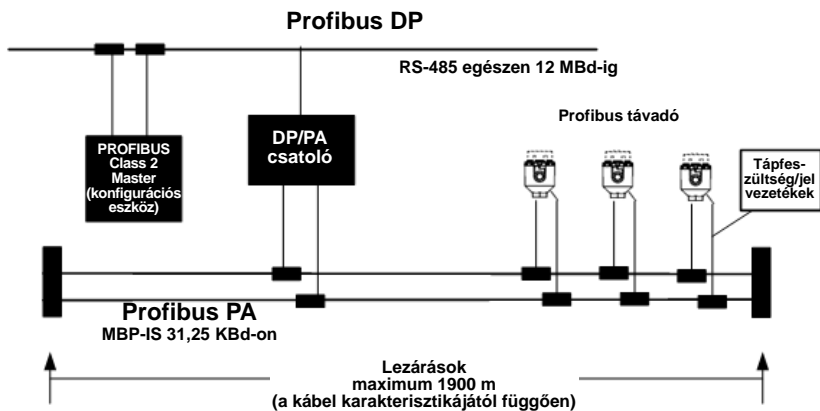 Profibus DP
RS-485 egészen 12 MBd-ig
PROFIBUS
Class 2
Master
(konfigurációs
eszköz)
DP/PA
csatoló
Profibus távadó
Tápfes-
zültség/jel
vezetékek
Profibus PA
MBP-IS 31,25 KBd-on
Lezárások
maximum 1900 m
(a kábel karakterisztikájától függően)